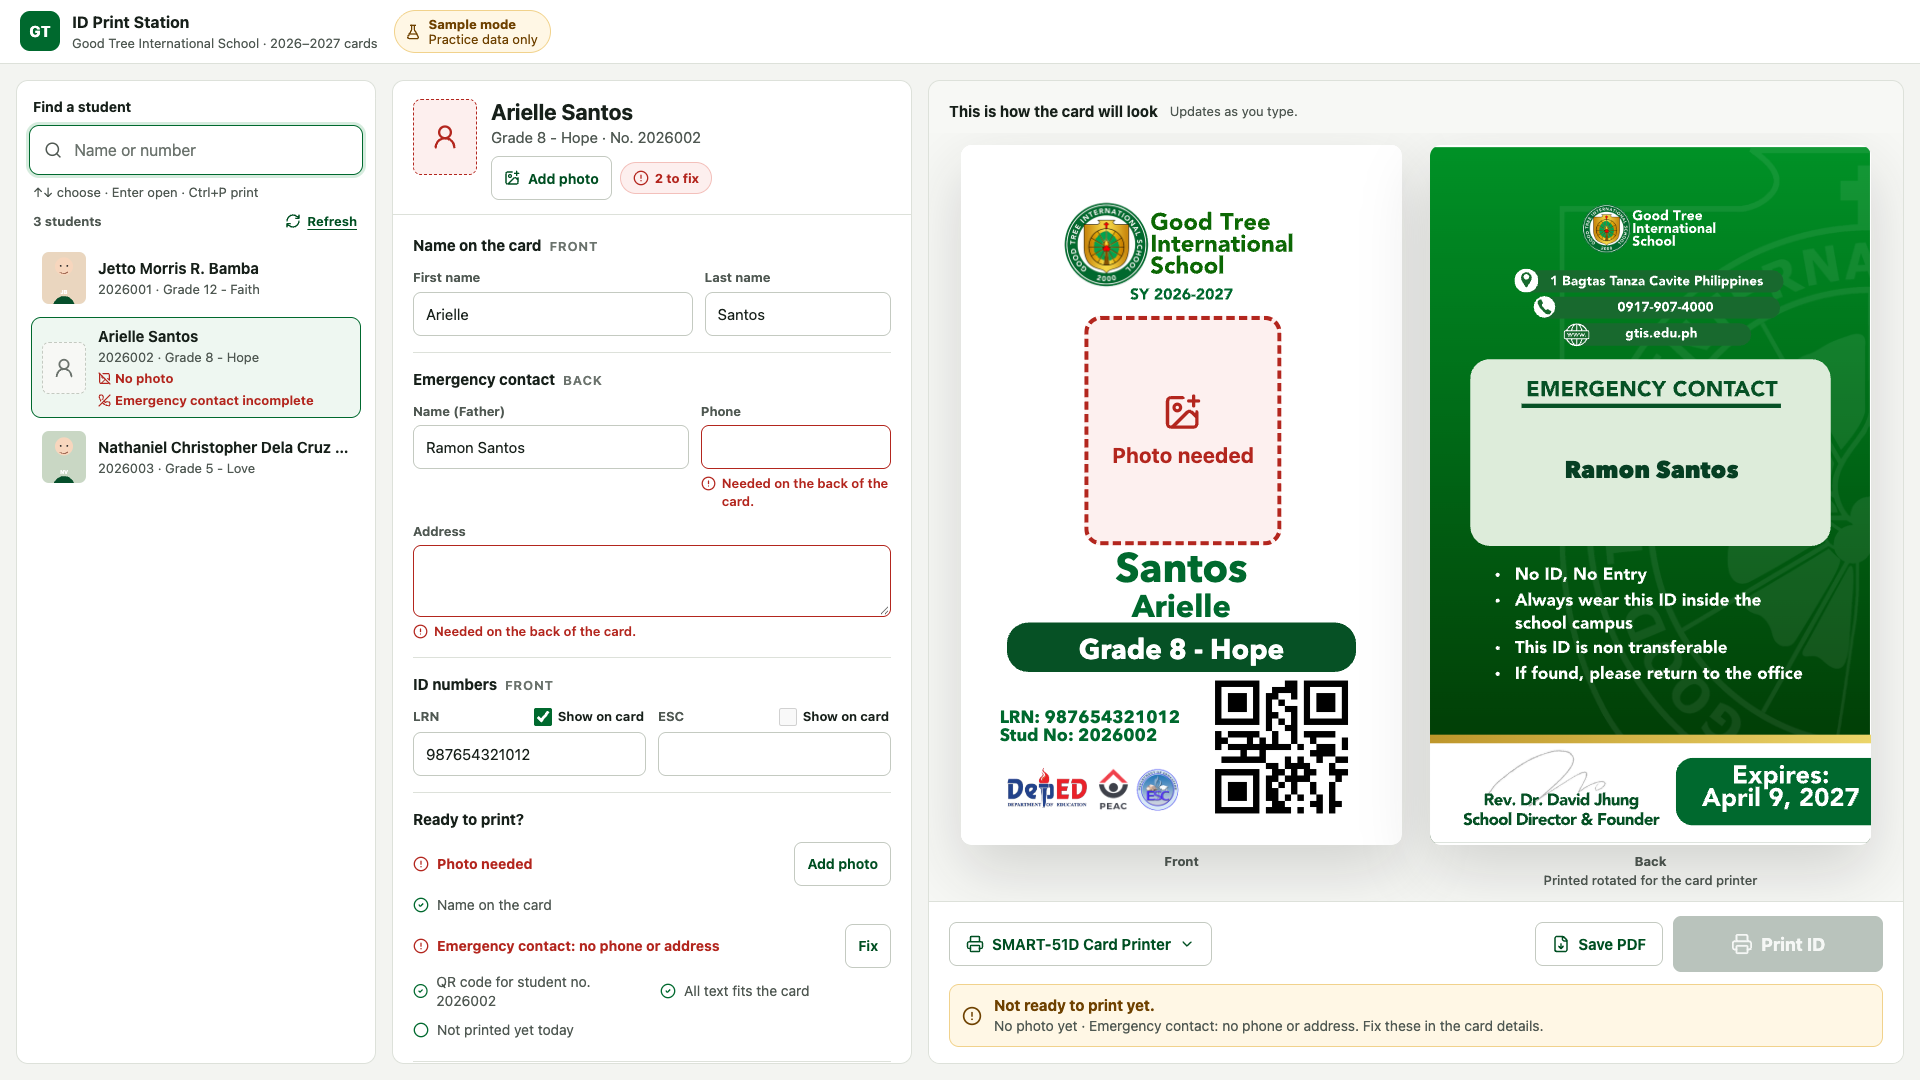 GT
ID Print Station
Good Tree International School · 2026–2027 cards
Sample mode
Practice data only
Find a student
Name or number
↑↓ choose · Enter open · Ctrl+P print
3 students
Refresh
Jetto Morris R. Bamba
2026001 · Grade 12 - Faith
Arielle Santos
2026002 · Grade 8 - Hope
No photo
Emergency contact incomplete
Nathaniel Christopher Dela Cruz ...
2026003 · Grade 5 - Love
Arielle Santos
Grade 8 - Hope · No. 2026002
Add photo
2 to fix
Name on the card FRONT
First name
Last name
Arielle
Santos
Emergency contact BACK
Name (Father)
Phone
Ramon Santos
Needed on the back of the
card.
Address
Needed on the back of the card.
ID numbers FRONT
LRN
Show on card
ESC
Show on card
987654321012
Ready to print?
Photo needed
Add photo
Name on the card
Emergency contact: no phone or address
Fix
QR code for student no.
2026002
All text fits the card
Not printed yet today
This is how the card will look
Updates as you type.
GOOD TREE INTERNATIONAL SCHOOL
2000
Good Tree
International
School
SY 2026-2027
Photo needed
Santos
Arielle
Grade 8 - Hope
LRN: 987654321012
Stud No: 2026002
DepED
DEPARTMENT OF EDUCATION
PEAC
ESC
Front
Good Tree
International
School
1 Bagtas Tanza Cavite Philippines
0917-907-4000
www.
gtis.edu.ph
EMERGENCY CONTACT
Ramon Santos
• No ID, No Entry
• Always wear this ID inside the
school campus
• This ID is non transferable
• If found, please return to the office
Rev. Dr. David Jhung
School Director & Founder
Expires:
April 9, 2027
Back
Printed rotated for the card printer
SMART-51D Card Printer
Save PDF
Print ID
Not ready to print yet.
No photo yet · Emergency contact: no phone or address. Fix these in the card details.